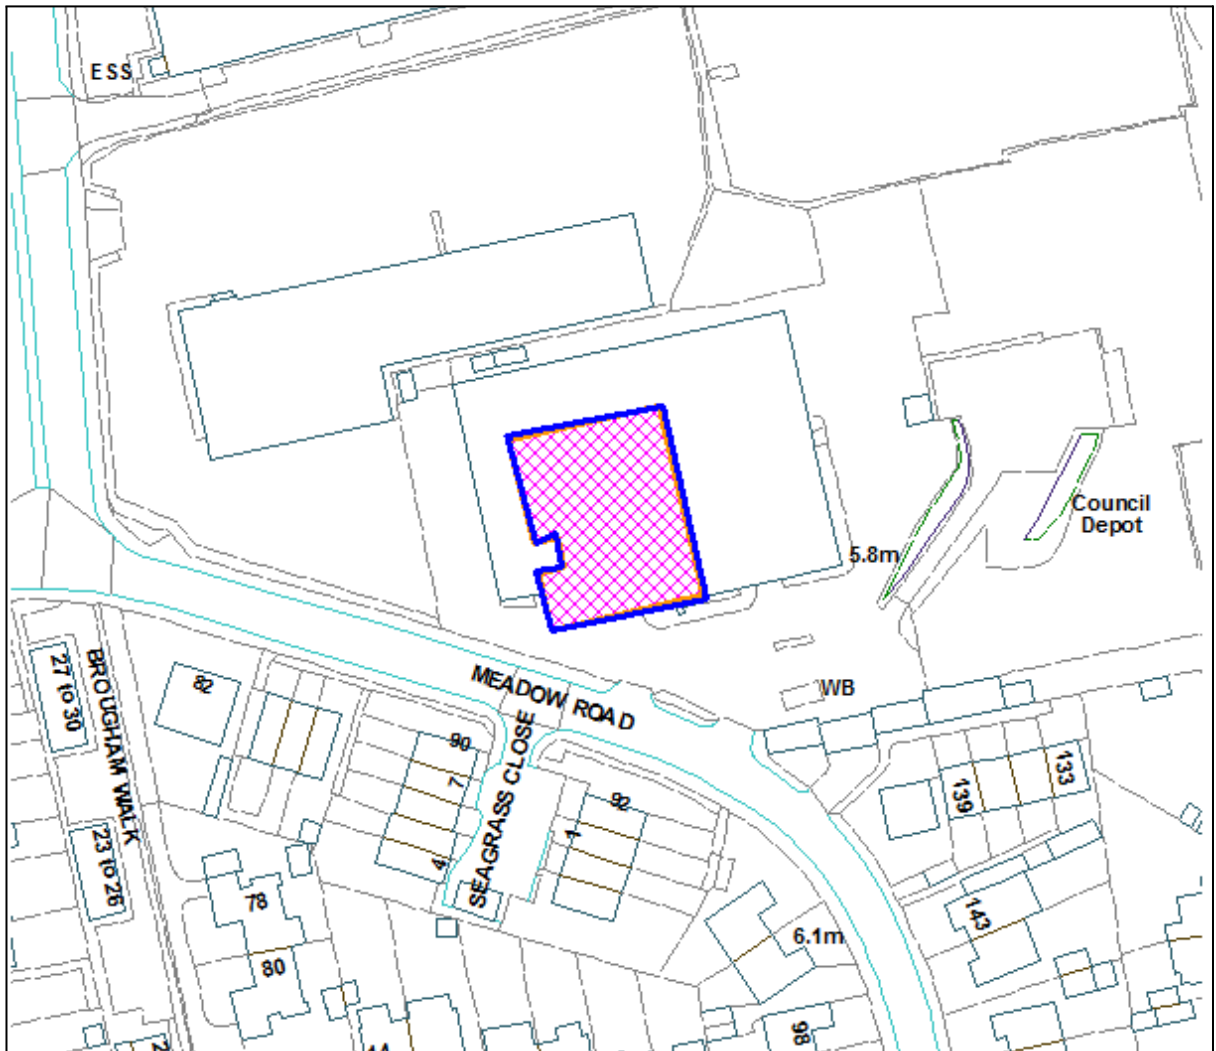 ESS
Council
Depot
5.8m
WB
MEADOW ROAD
27 to 30
BROUGHAM WALK
82
90
7
4
SEAGRASS CLOSE
92
1
133
139
23 to 26
78
80
143
6.1m
98